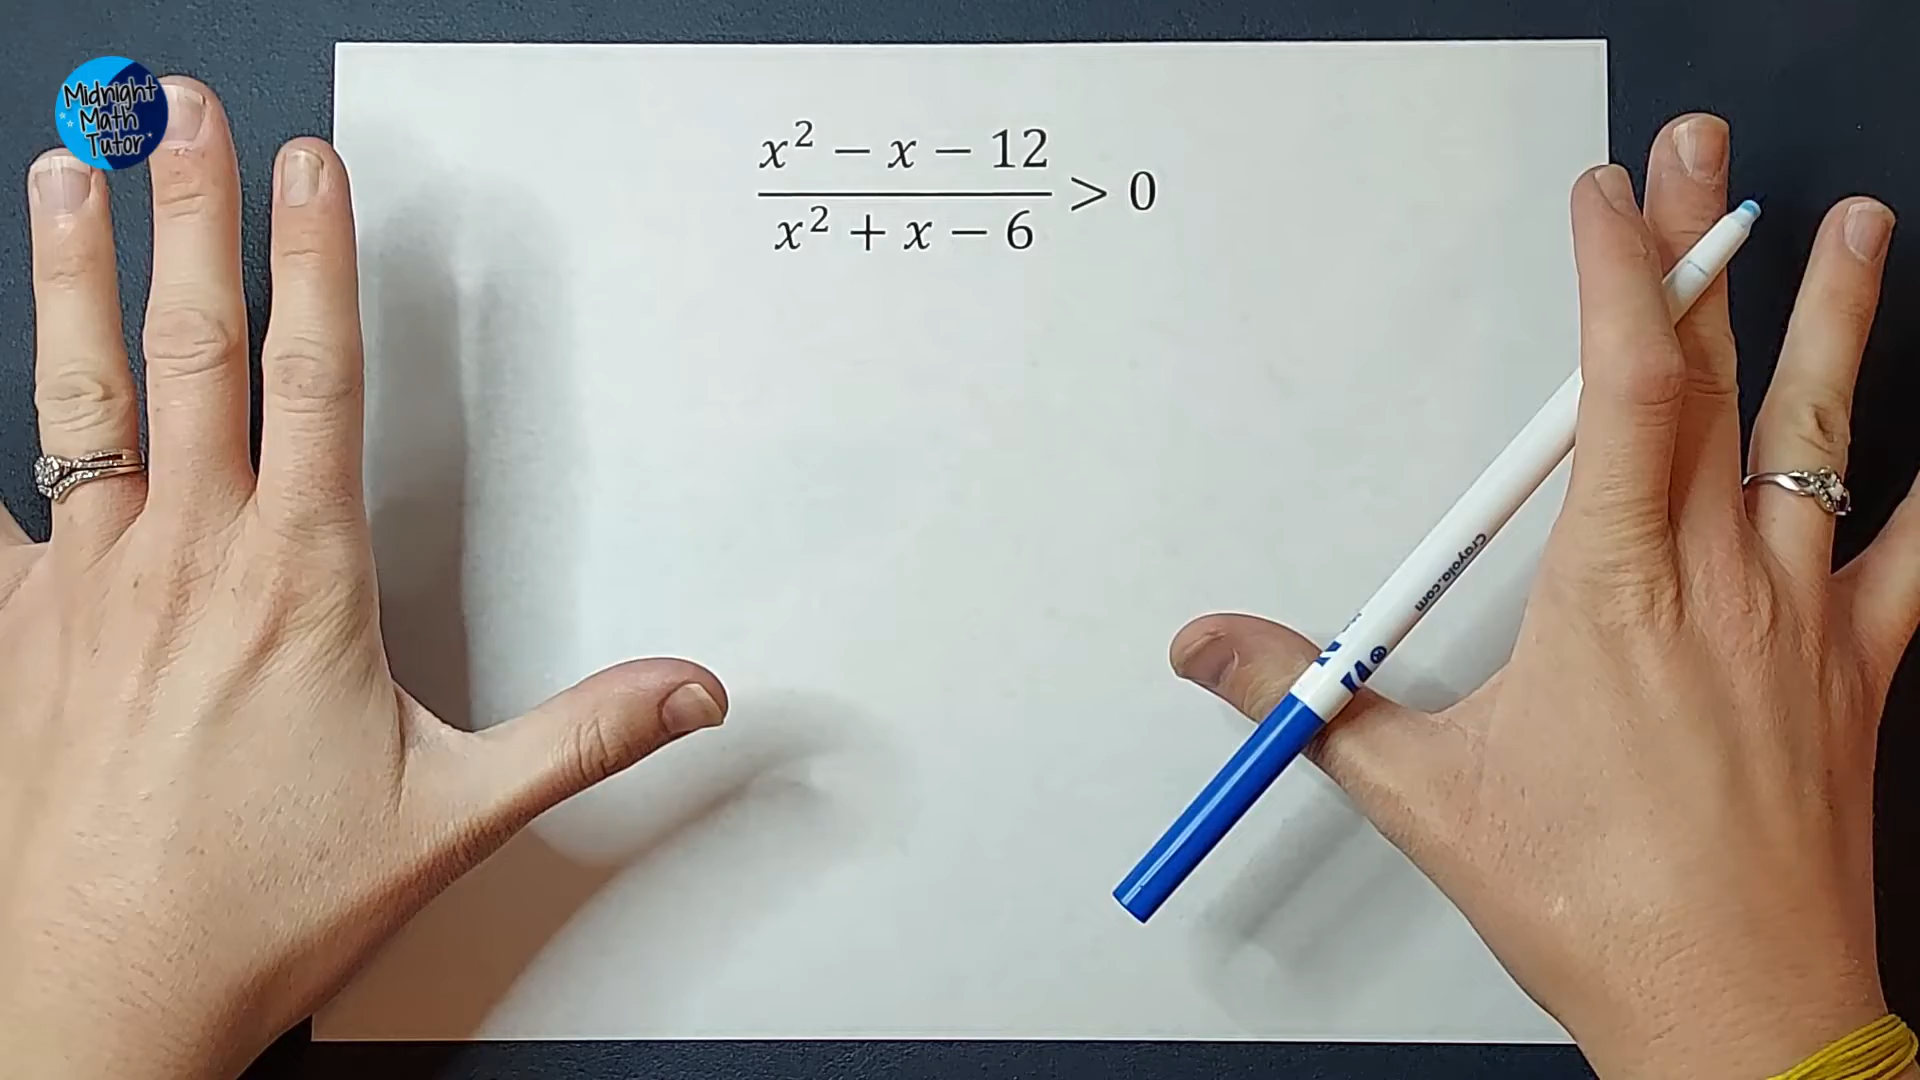 Midnight
Math
Tutor
x² − x − 12
x² + x − 6
> 0
Crayola.com